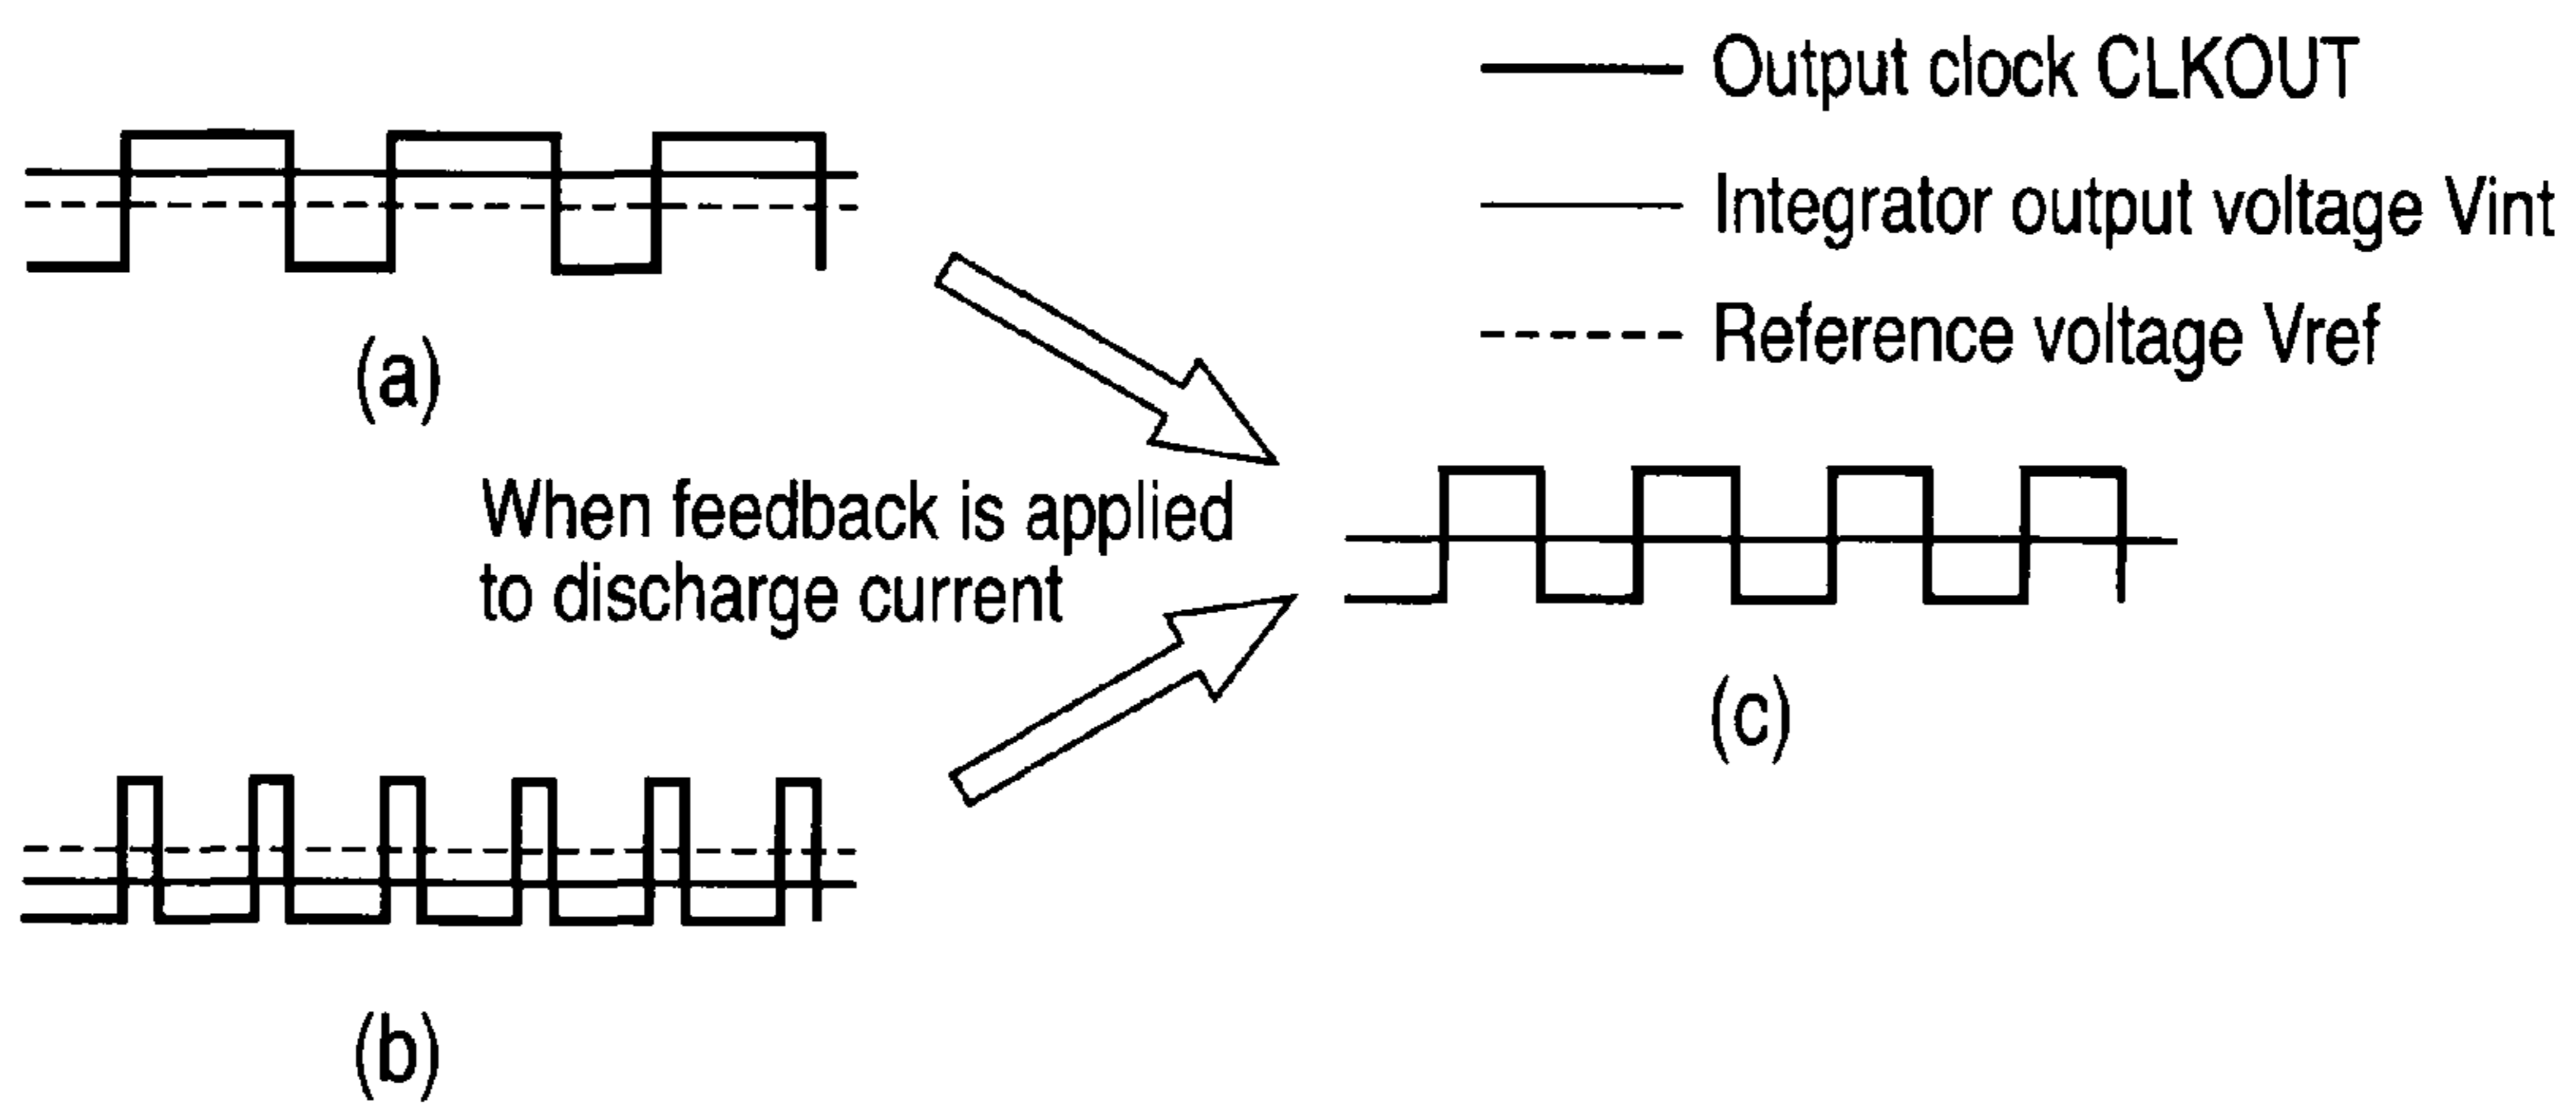 Output clock CLKOUT
Integrator output voltage Vint
Reference voltage Vref
(a)
When feedback is applied
to discharge current
(c)
(b)